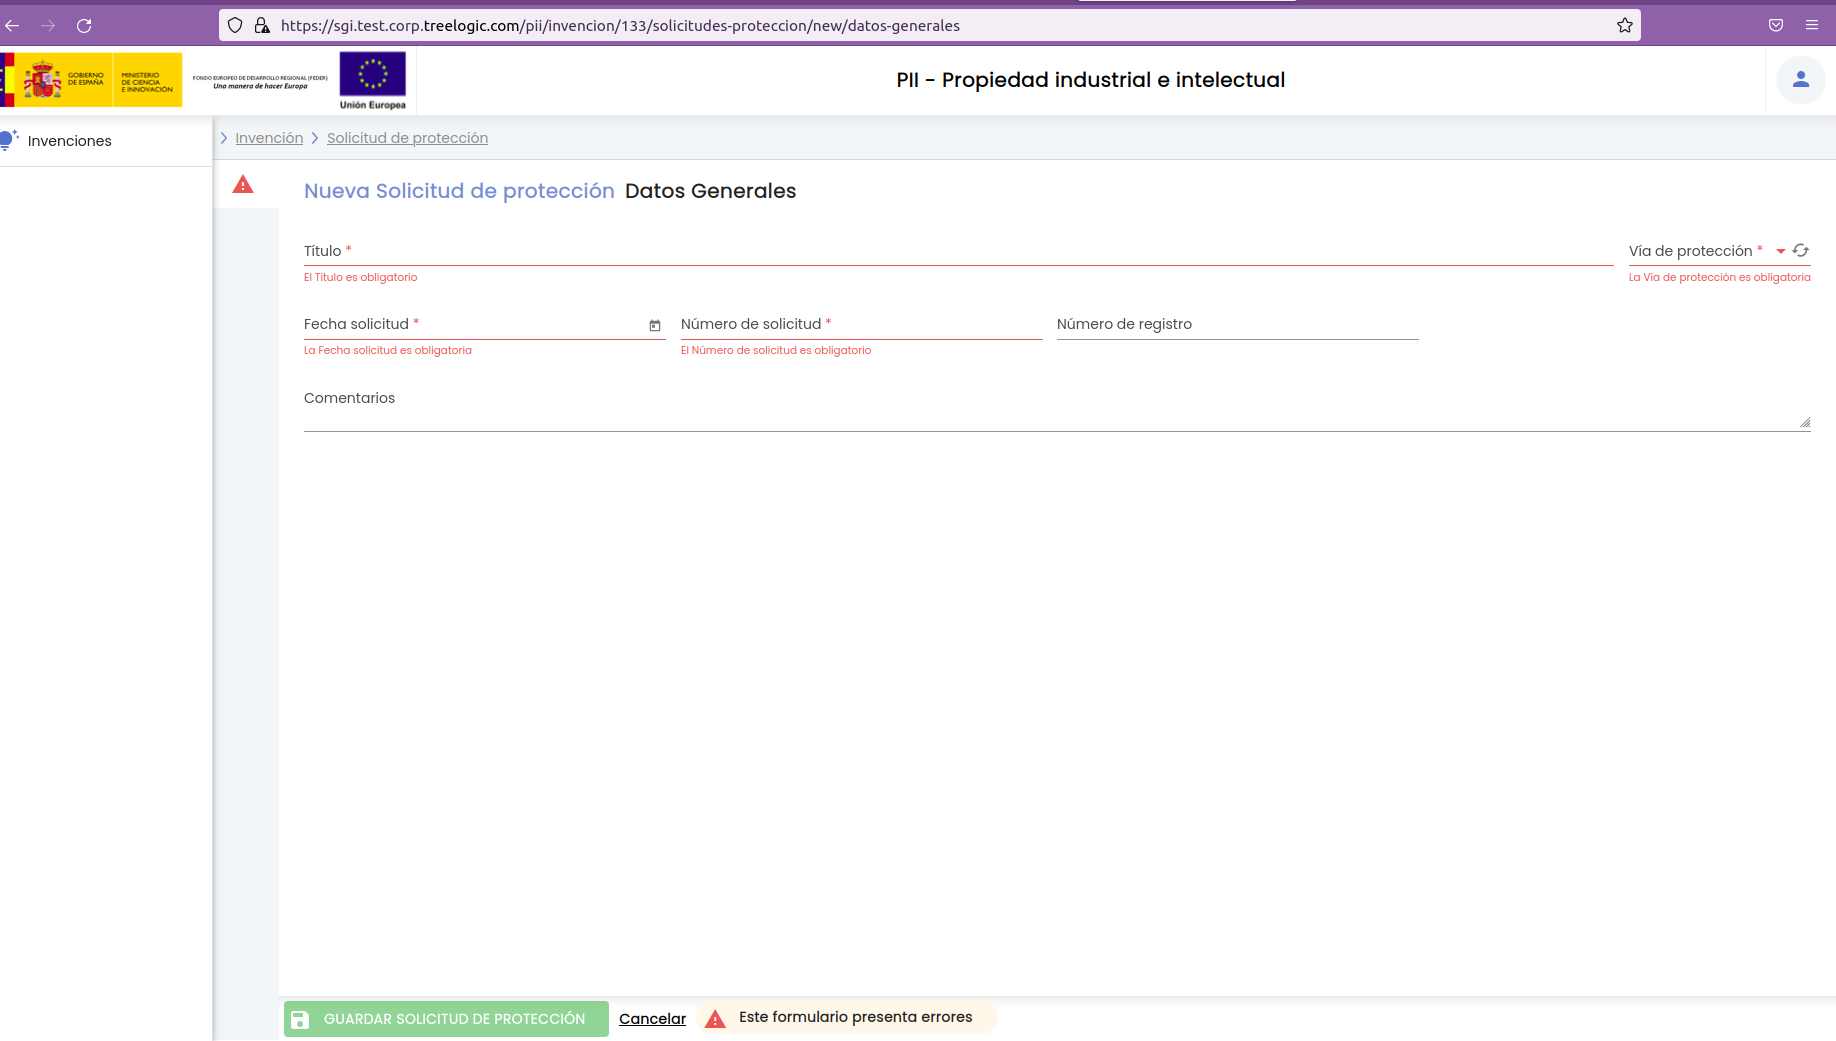 https://sgi.test.corp.treelogic.com/pii/invencion/133/solicitudes-proteccion/new/datos-generales
GOBIERNO
DE ESPAÑA
MINISTERIO
DE CIENCIA
E INNOVACIÓN
FONDO EUROPEO DE DESARROLLO REGIONAL (FEDER)
Una manera de hacer Europa
Unión Europea
PII - Propiedad industrial e intelectual
Invenciones
Invención
Solicitud de protección
Nueva Solicitud de protección Datos Generales
Título *
El Título es obligatorio
Vía de protección *
La Vía de protección es obligatoria
Fecha solicitud *
La Fecha solicitud es obligatoria
Número de solicitud *
El Número de solicitud es obligatorio
Número de registro
Comentarios
GUARDAR SOLICITUD DE PROTECCIÓN
Cancelar
Este formulario presenta errores